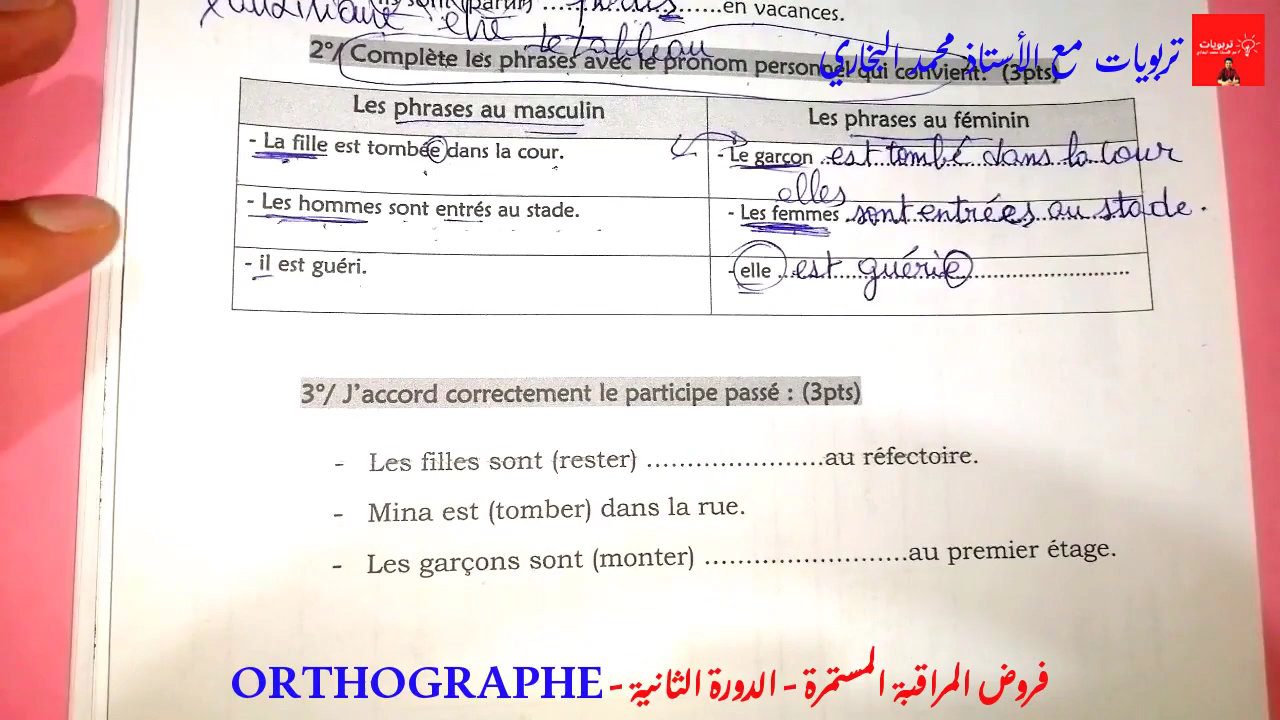 en vacances.
le tableau
2°/ Complète les phrases avec le pronom personnel qui convient. (3pts)
تربويات مع الأستاذ محمد البخاري
تربويات
Les phrases au masculin
Les phrases au féminin
- La fille est tombée dans la cour.
- Le garçon est tombé dans la cour
elles
- Les hommes sont entrés au stade.
- Les femmes sont entrées au stade.
- il est guéri.
- elle est guérie
3°/ J'accord correctement le participe passé : (3pts)
- Les filles sont (rester) ........................au réfectoire.
- Mina est (tomber) dans la rue.
- Les garçons sont (monter) ...........................au premier étage.
فروض المراقبة المستمرة - الدورة الثانية - ORTHOGRAPHE